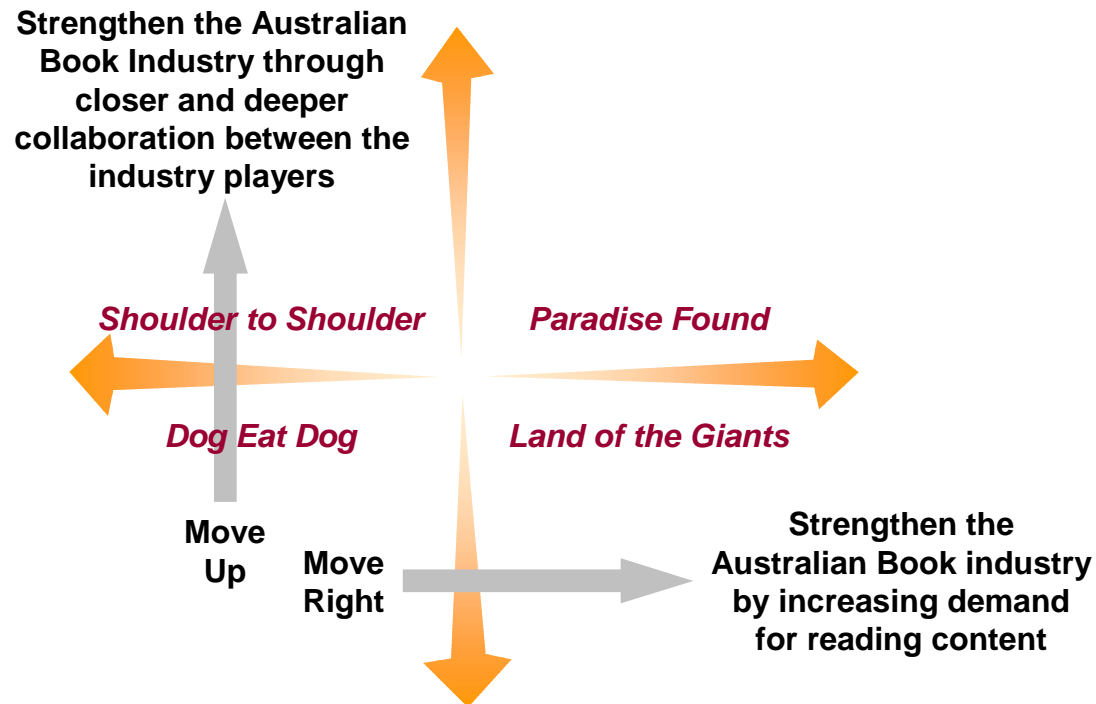 Strengthen the Australian
Book Industry through
closer and deeper
collaboration between the
industry players
Shoulder to Shoulder
Paradise Found
Dog Eat Dog
Land of the Giants
Move
Up
Move
Right
Strengthen the
Australian Book industry
by increasing demand
for reading content